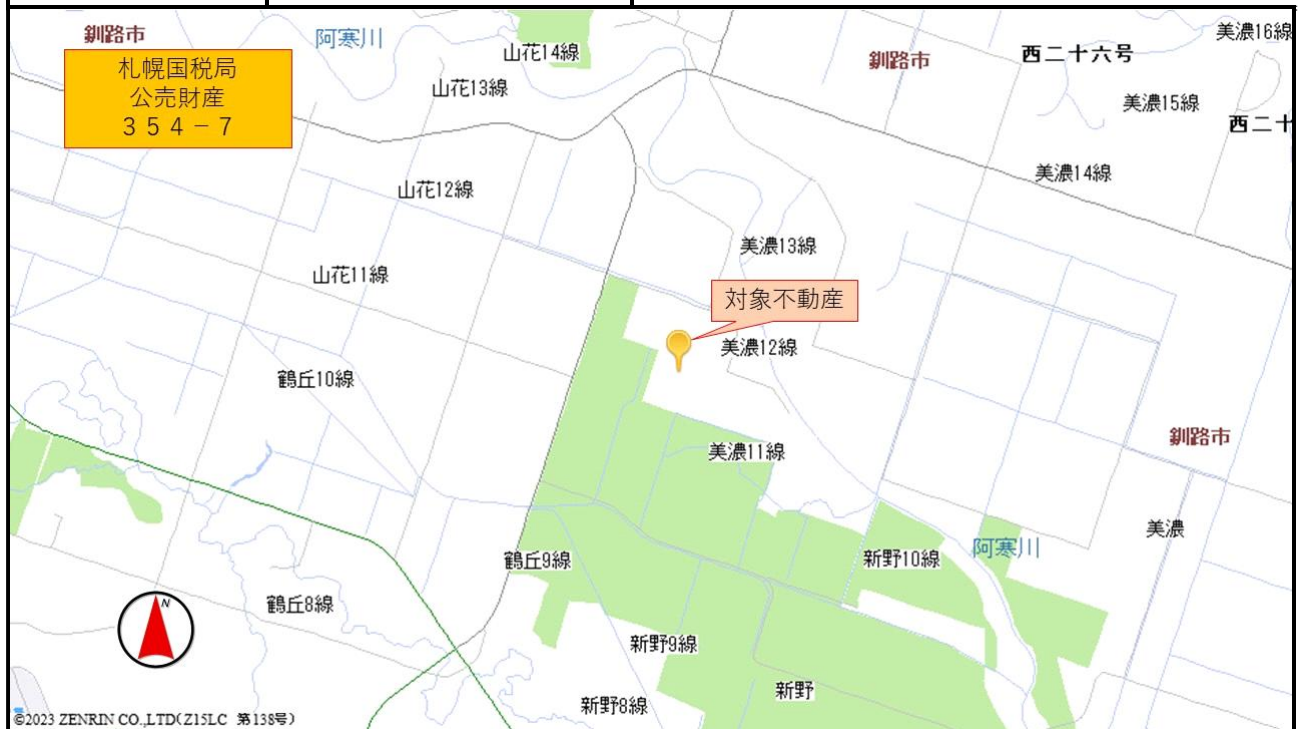 釧路市
阿寒川
山花14線
釧路市
西二十六号
美濃16線
札幌国税局
公売財産
３５４－７
山花13線
美濃15線
西二十
山花12線
美濃14線
美濃13線
山花11線
対象不動産
美濃12線
鶴丘10線
釧路市
美濃11線
美濃
鶴丘9線
新野10線
阿寒川
鶴丘8線
N
新野9線
新野
新野8線
©2023 ZENRIN CO.,LTD(Z15LC 第138号)